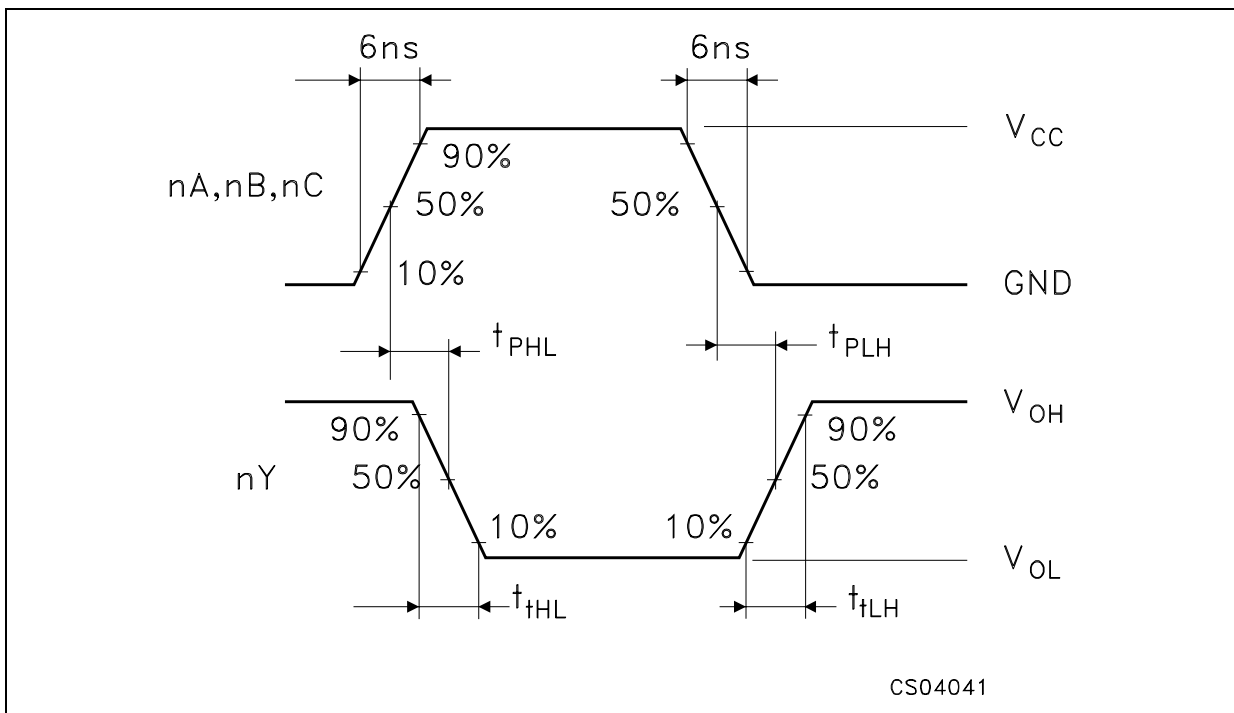 6ns 6ns
V_CC
90%
nA,nB,nC
50% 50%
10%
GND
t_PHL t_PLH
V_OH
90% 90%
nY
50% 50%
10% 10%
V_OL
t_tHL t_tLH
CS04041